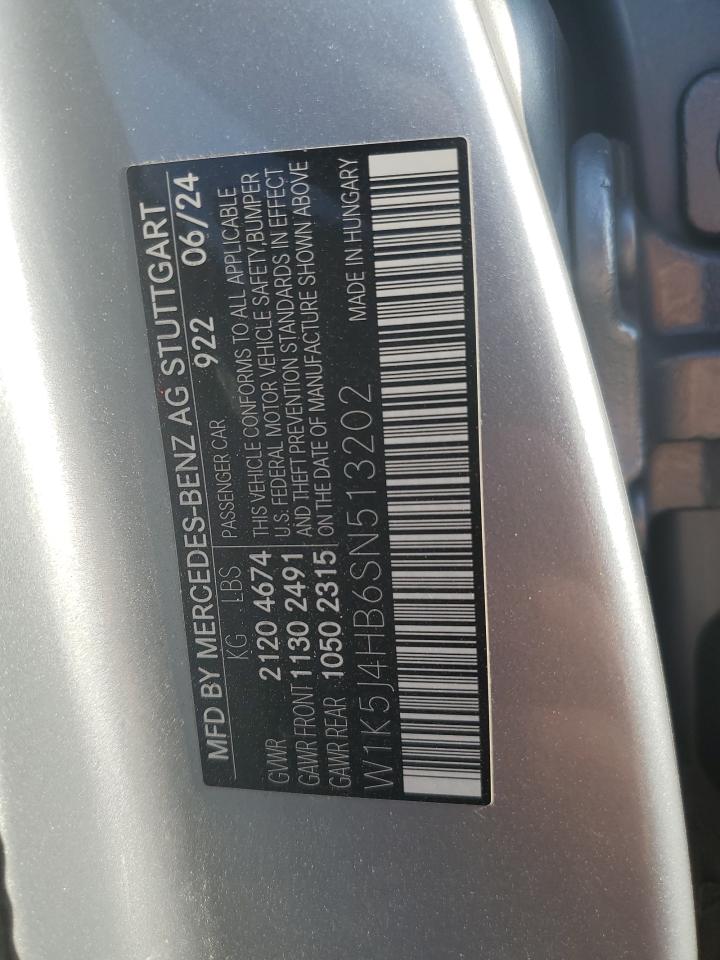 MFD BY MERCEDES-BENZ AG STUTTGART
KG LBS 922 06/24
PASSENGER CAR
GVWR 2120 4674
GAWR FRONT 1130 2491
GAWR REAR 1050 2315
THIS VEHICLE CONFORMS TO ALL APPLICABLE
U.S. FEDERAL MOTOR VEHICLE SAFETY,BUMPER
AND THEFT PREVENTION STANDARDS IN EFFECT
ON THE DATE OF MANUFACTURE SHOWN ABOVE
W1K5J4HB6SN513202 MADE IN HUNGARY